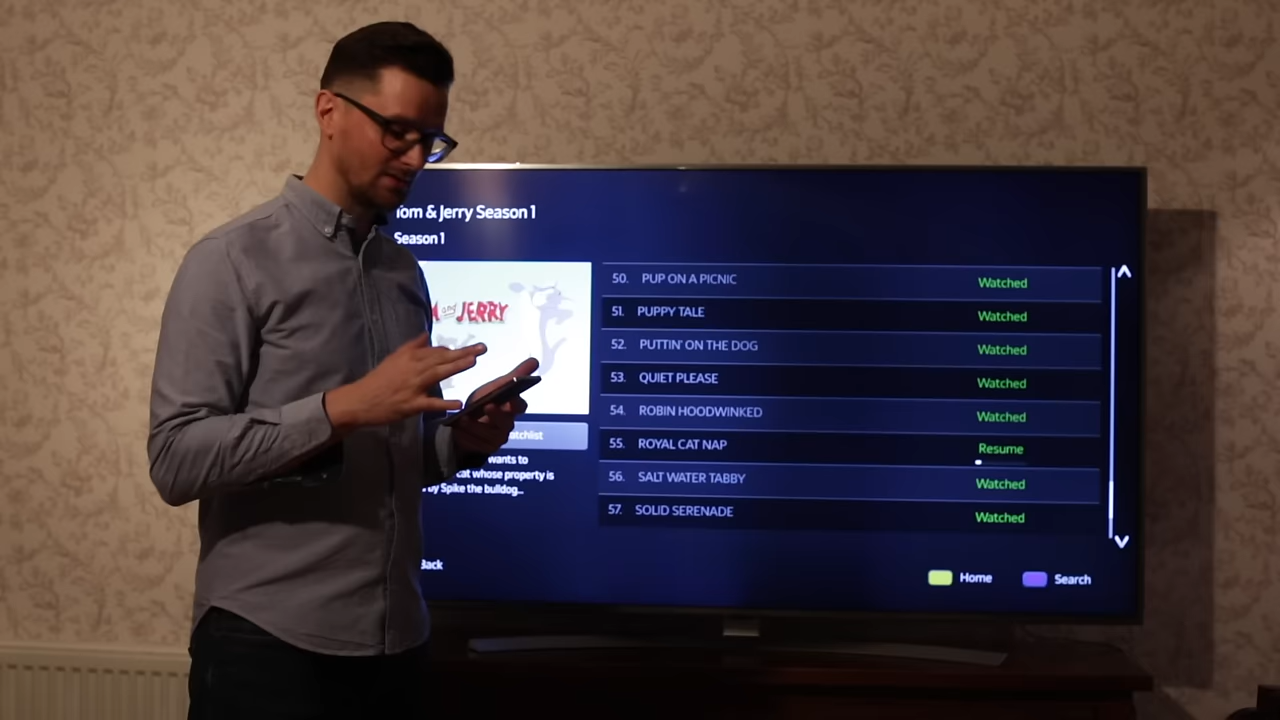 Tom & Jerry Season 1
Season 1
and JERRY
50. PUP ON A PICNIC Watched
51. PUPPY TALE Watched
52. PUTTIN' ON THE DOG Watched
53. QUIET PLEASE Watched
54. ROBIN HOODWINKED Watched
55. ROYAL CAT NAP Resume
56. SALT WATER TABBY Watched
57. SOLID SERENADE Watched
wants to
cat whose property is
by Spike the bulldog...
Back
Home
Search